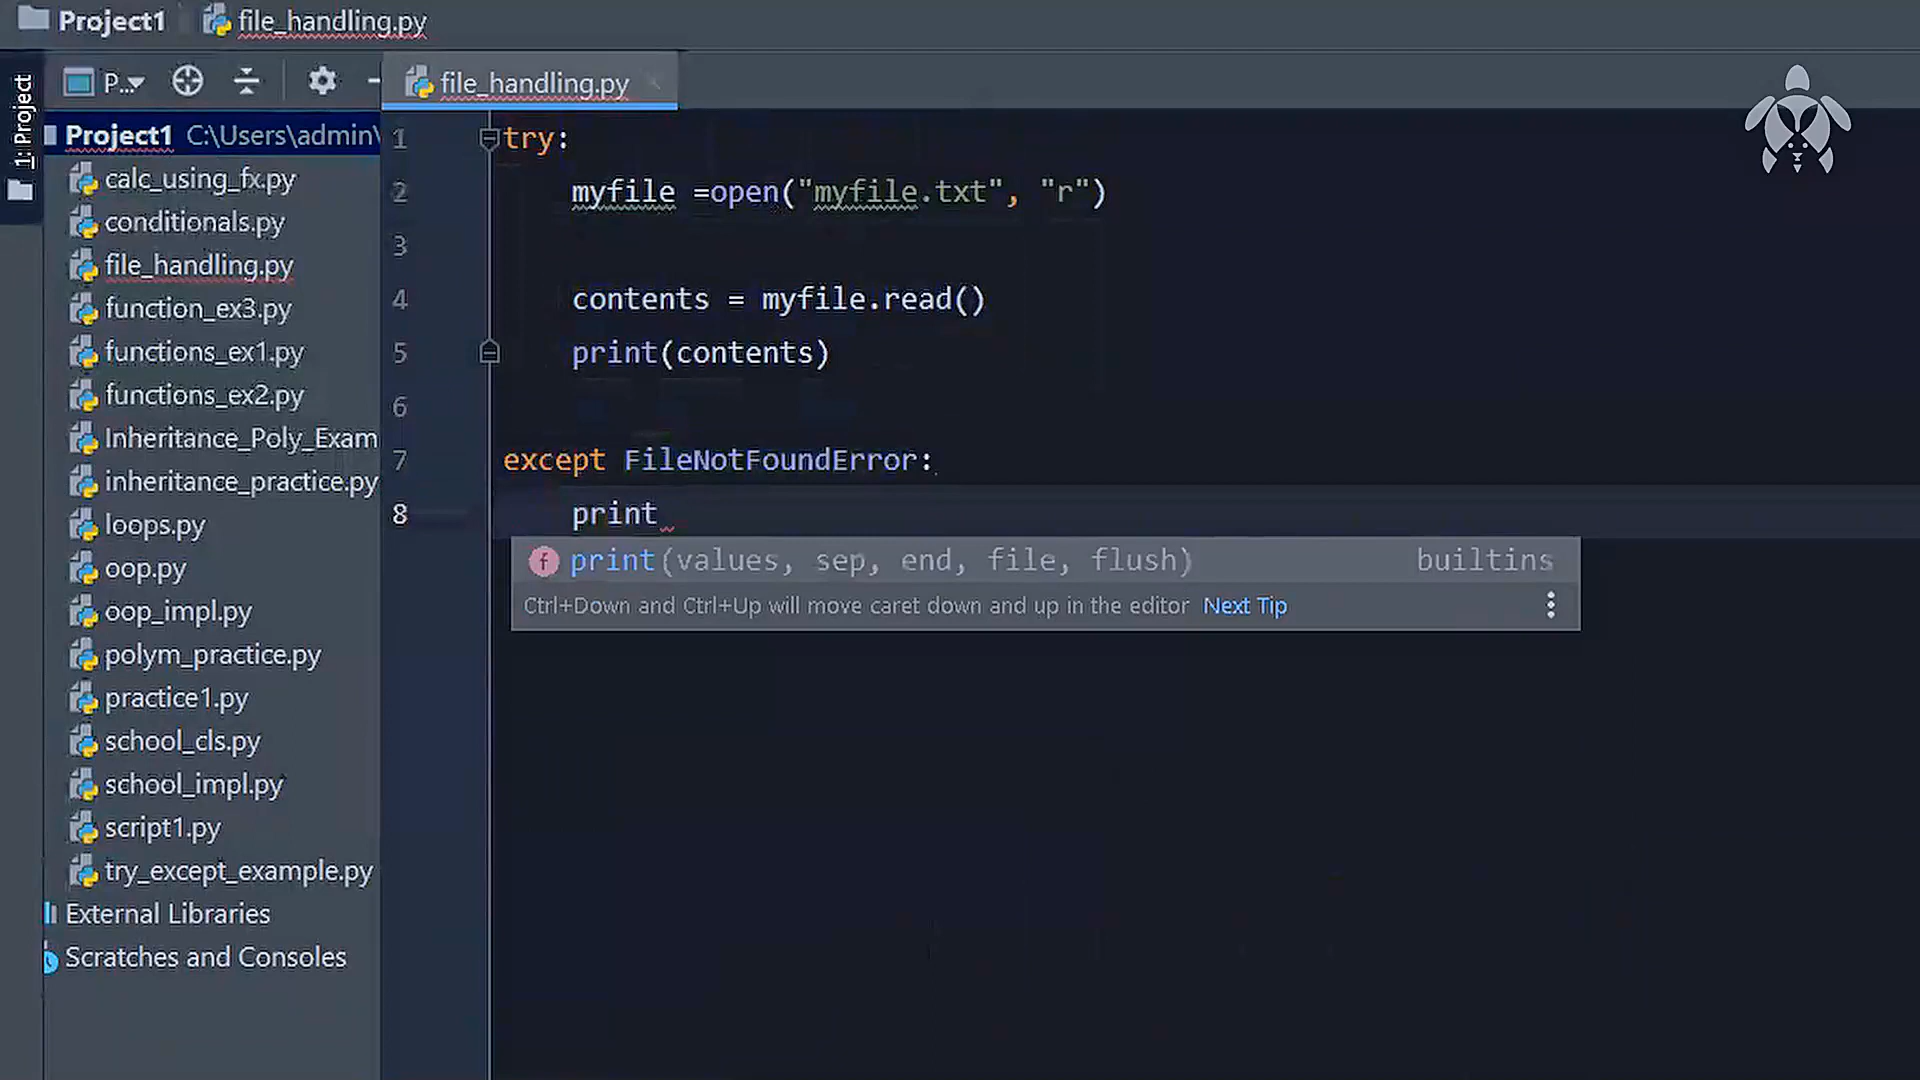 Project1 file_handling.py
1: Project
P...
file_handling.py
Project1 C:\Users\admin\
calc_using_fx.py
conditionals.py
file_handling.py
function_ex3.py
functions_ex1.py
functions_ex2.py
Inheritance_Poly_Exam
inheritance_practice.py
loops.py
oop.py
oop_impl.py
polym_practice.py
practice1.py
school_cls.py
school_impl.py
script1.py
try_except_example.py
External Libraries
Scratches and Consoles
1 try:
2 myfile =open("myfile.txt", "r")
3
4 contents = myfile.read()
5 print(contents)
6
7 except FileNotFoundError:
8 print
f print(values, sep, end, file, flush) builtins
Ctrl+Down and Ctrl+Up will move caret down and up in the editor Next Tip